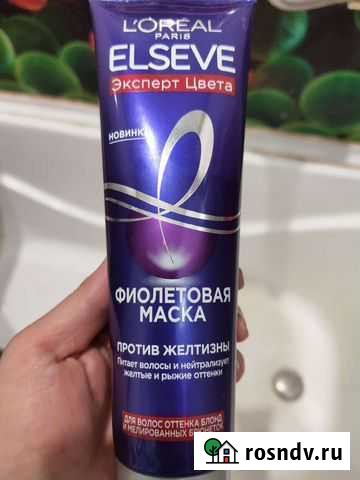 L'ORÉAL
PARIS
ELSEVE
Эксперт Цвета
НОВИНКА
ФИОЛЕТОВАЯ
МАСКА
ПРОТИВ ЖЕЛТИЗНЫ
Питает волосы и нейтрализует
желтые и рыжие оттенки
ДЛЯ ВОЛОС ОТТЕНКА БЛОНД
И МЕЛИРОВАННЫХ БРЮНЕТОК
rosndv.ru